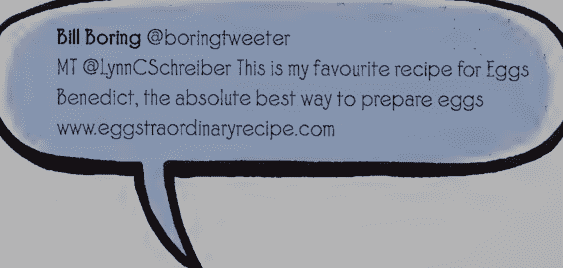 Bill Boring @boringtweeter
MT @LynnCSchreiber This is my favourite recipe for Eggs
Benedict, the absolute best way to prepare eggs
www.eggstraordinaryrecipe.com